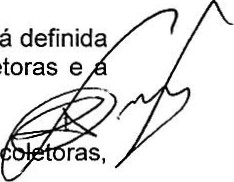 á definida
etoras e a
coletoras,